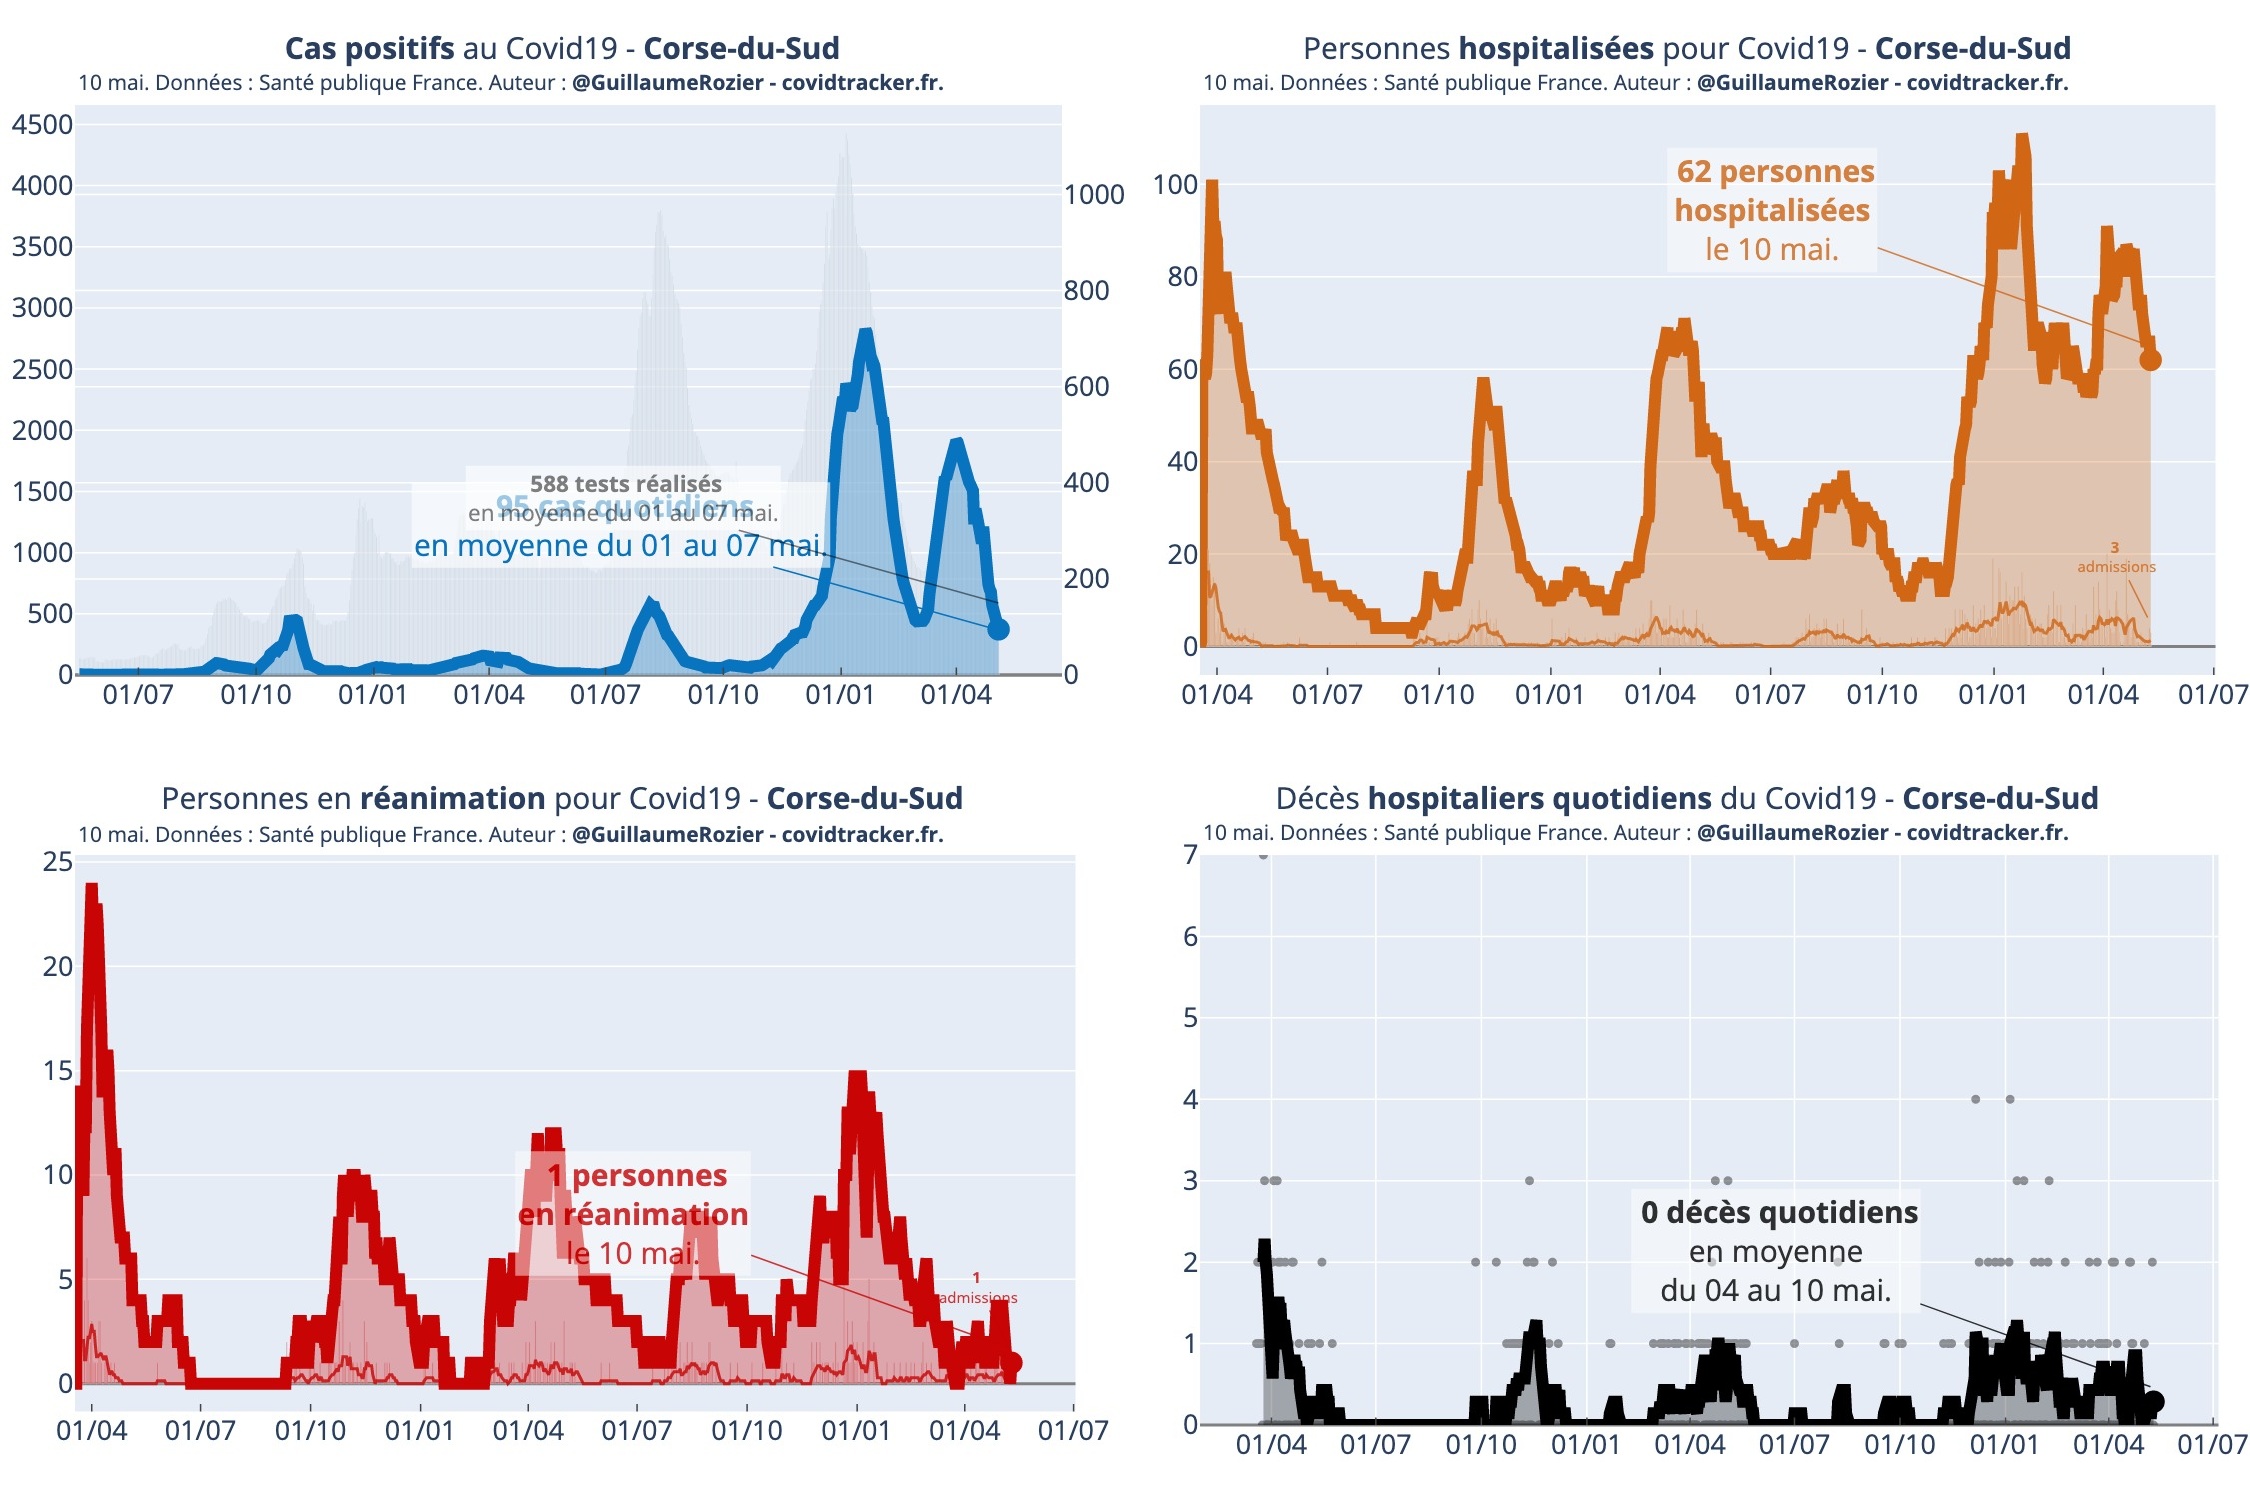 Cas positifs au Covid19 - Corse-du-Sud
10 mai. Données : Santé publique France. Auteur : @GuillaumeRozier - covidtracker.fr.
4500
4000
3500
3000
2500
2000
1500
1000
500
0
1000
800
600
400
200
0
588 tests réalisés
en moyenne du 01 au 07 mai.
95 cas quotidiens
en moyenne du 01 au 07 mai.
01/07 01/10 01/01 01/04 01/07 01/10 01/01 01/04
Personnes hospitalisées pour Covid19 - Corse-du-Sud
10 mai. Données : Santé publique France. Auteur : @GuillaumeRozier - covidtracker.fr.
100
80
60
40
20
0
62 personnes
hospitalisées
le 10 mai.
3
admissions
01/04 01/07 01/10 01/01 01/04 01/07 01/10 01/01 01/04 01/07
Personnes en réanimation pour Covid19 - Corse-du-Sud
10 mai. Données : Santé publique France. Auteur : @GuillaumeRozier - covidtracker.fr.
25
20
15
10
5
0
1 personnes
en réanimation
le 10 mai.
1
admissions
01/04 01/07 01/10 01/01 01/04 01/07 01/10 01/01 01/04 01/07
Décès hospitaliers quotidiens du Covid19 - Corse-du-Sud
10 mai. Données : Santé publique France. Auteur : @GuillaumeRozier - covidtracker.fr.
7
6
5
4
3
2
1
0
0 décès quotidiens
en moyenne
du 04 au 10 mai.
01/04 01/07 01/10 01/01 01/04 01/07 01/10 01/01 01/04 01/07